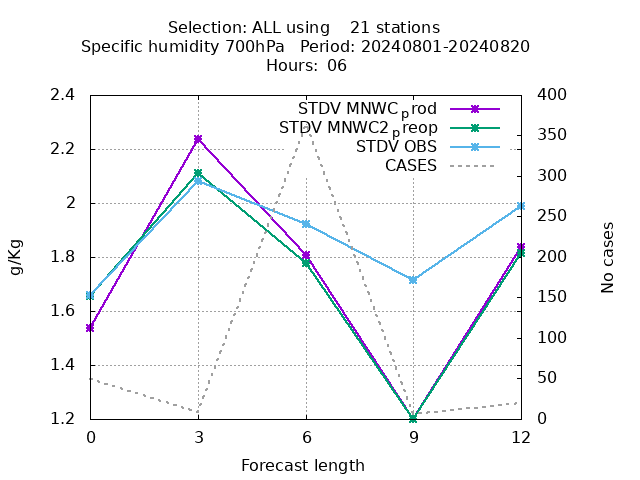 Selection: ALL using    21 stations
Specific humidity 700hPa   Period: 20240801-20240820
Hours:  06
STDV MNWCprod
STDV MNWC2preop
STDV OBS
CASES
2.4
2.2
2
1.8
1.6
1.4
1.2
400
350
300
250
200
150
100
50
0
g/Kg
No cases
0 3 6 9 12
Forecast length